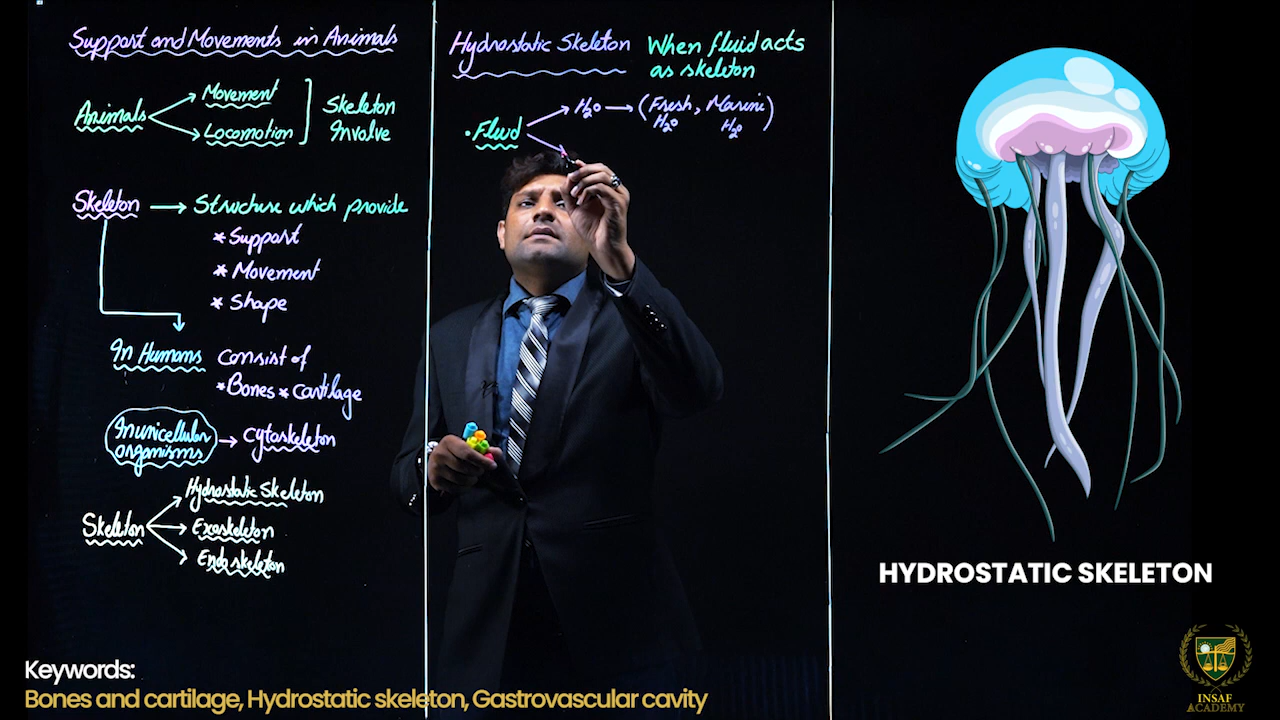 Support and Movements in Animals
Animals
Movement
Locomotion
Skeleton
Involve
Skeleton → Structure which provide
* Support
* Movement
* Shape
In Humans consist of
* Bones * cartilage
In unicellular
organisms → Cytoskeleton
Skeleton
Hydrostatic Skeleton
Exoskeleton
Endoskeleton
Hydrostatic Skeleton When fluid acts
as skeleton
• Fluid
H₂O → (Fresh, Marine)
H₂O H₂O
HYDROSTATIC SKELETON
Keywords:
Bones and cartilage, Hydrostatic skeleton, Gastrovascular cavity
INSAF
ACADEMY